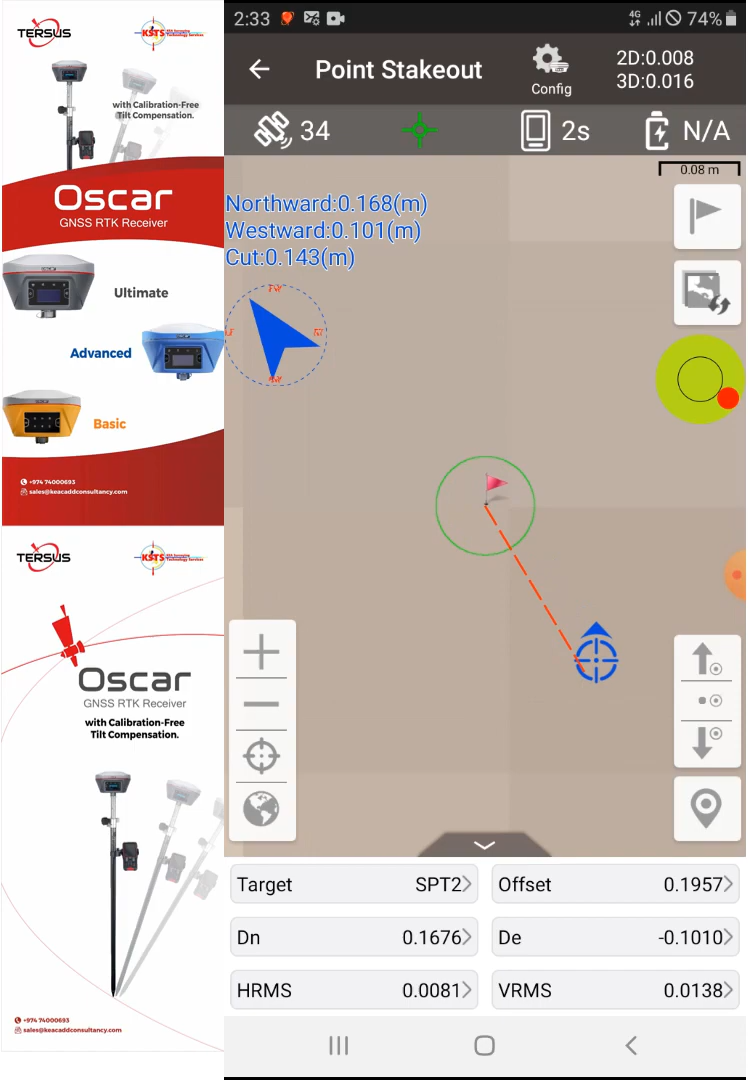 TERSUS
KSTS
with Calibration-Free
Tilt Compensation.
Oscar
GNSS RTK Receiver
Ultimate
Advanced
Basic
+974 74000693
sales@keacaddconsultancy.com
TERSUS
KSTS
Oscar
GNSS RTK Receiver
with Calibration-Free
Tilt Compensation.
+974 74000693
sales@keacaddconsultancy.com
2:33
4G
74%
Point Stakeout
Config
2D:0.008
3D:0.016
34
2s
N/A
0.08 m
Northward:0.168(m)
Westward:0.101(m)
Cut:0.143(m)
Target
SPT2
Offset
0.1957
Dn
0.1676
De
-0.1010
HRMS
0.0081
VRMS
0.0138